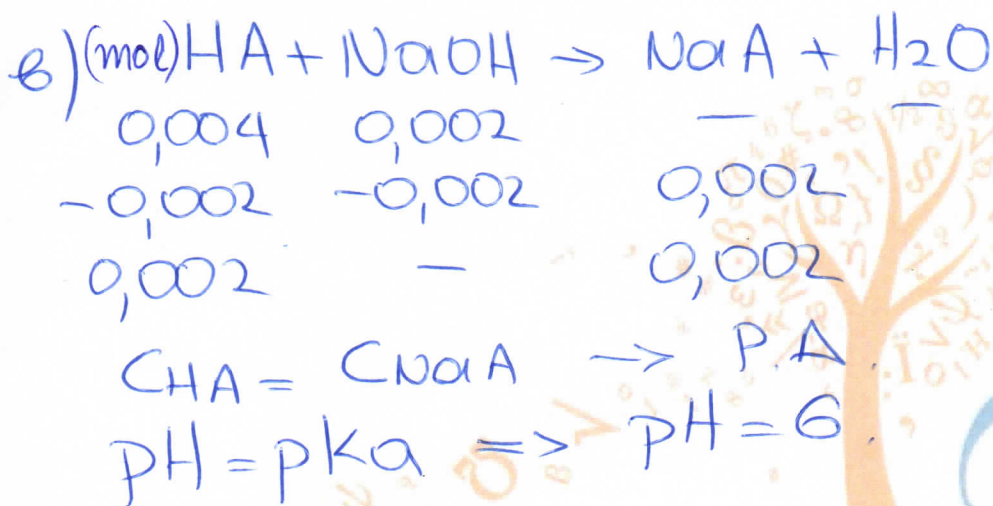 β) (mol) HA + NaOH → NaA + H2O
0,004 0,002 — —
-0,002 -0,002 0,002
0,002 — 0,002
CHA = CNaA → P.A.
pH = pKa => pH = 6.